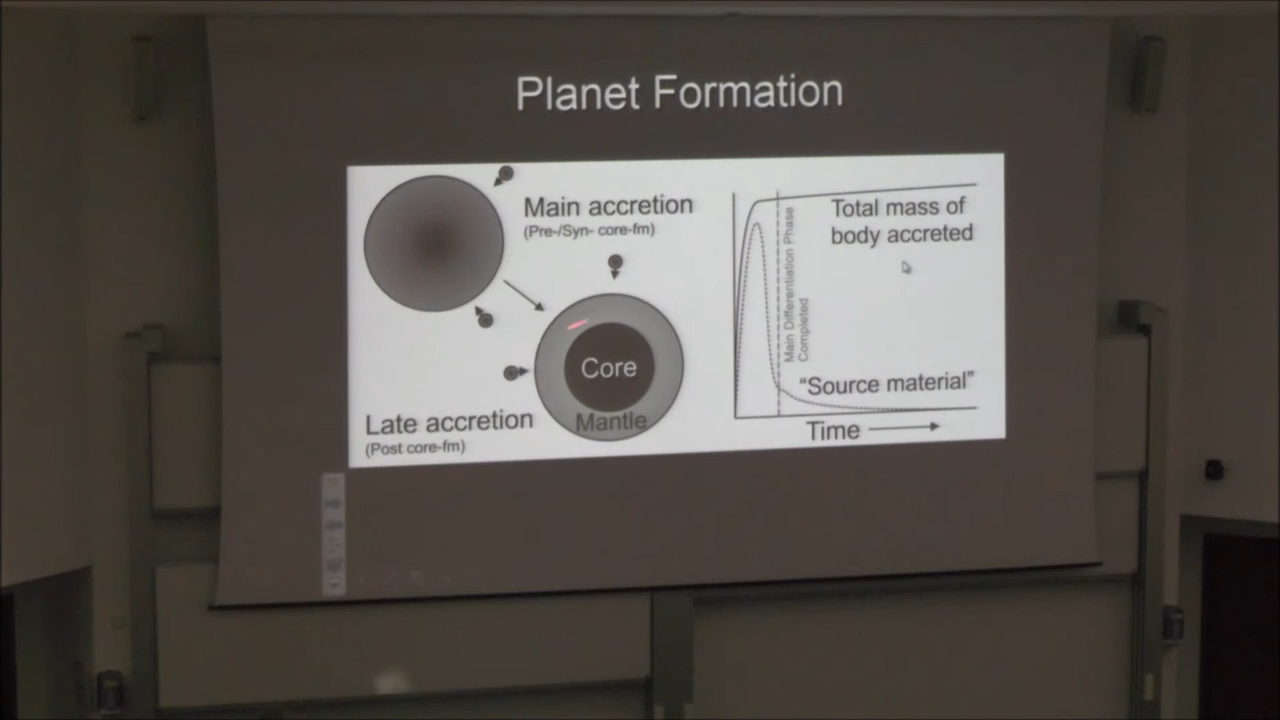 Planet Formation
Main accretion
(Pre-/Syn- core-fm)
Core
Mantle
Late accretion
(Post core-fm)
Total mass of
body accreted
Main Differentiation Phase
Completed
“Source material”
Time